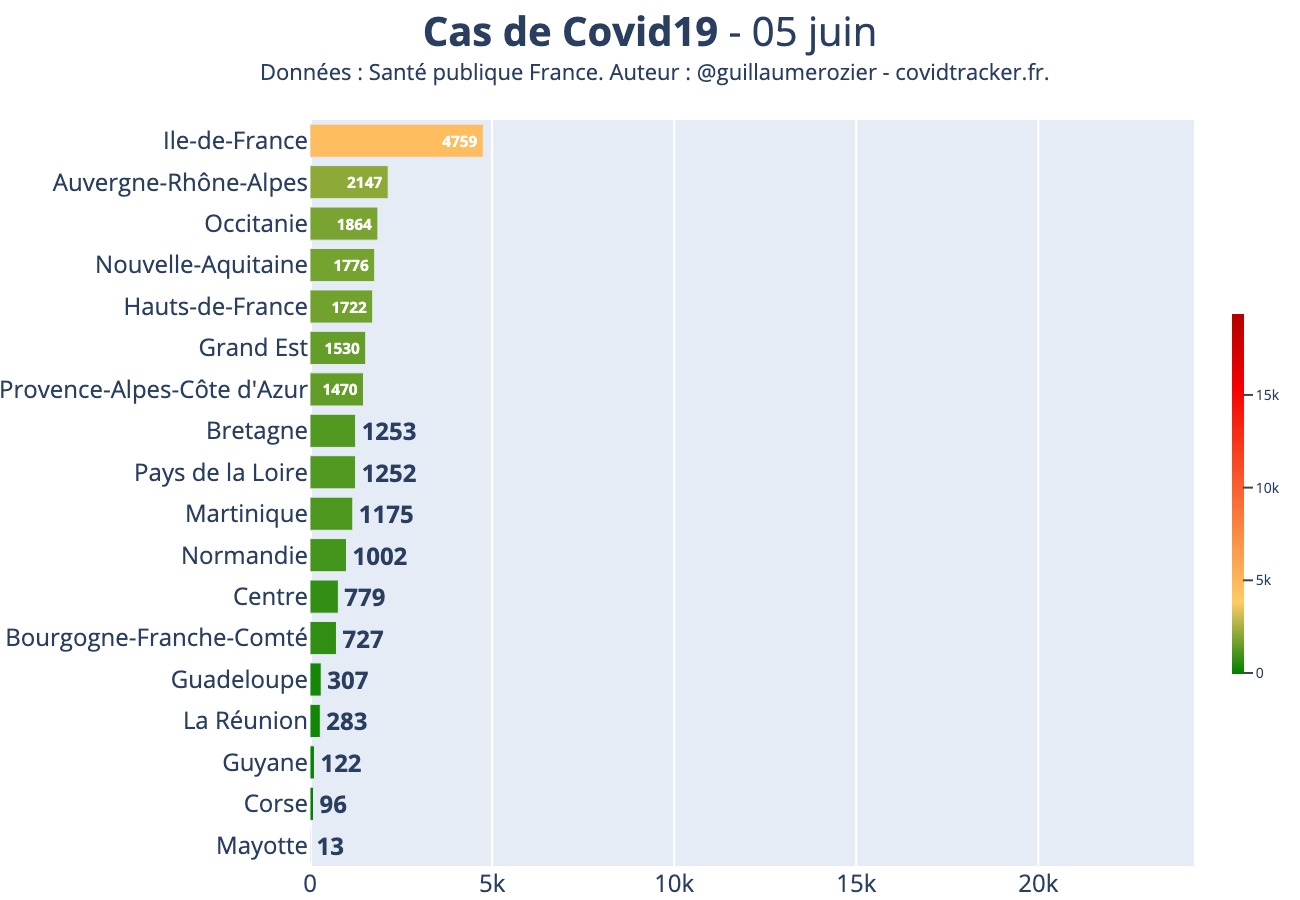 Cas de Covid19 - 05 juin
Données : Santé publique France. Auteur : @guillaumerozier - covidtracker.fr.
Ile-de-France 4759
Auvergne-Rhône-Alpes 2147
Occitanie 1864
Nouvelle-Aquitaine 1776
Hauts-de-France 1722
Grand Est 1530
Provence-Alpes-Côte d'Azur 1470
Bretagne 1253
Pays de la Loire 1252
Martinique 1175
Normandie 1002
Centre 779
Bourgogne-Franche-Comté 727
Guadeloupe 307
La Réunion 283
Guyane 122
Corse 96
Mayotte 13
0 5k 10k 15k 20k
15k
10k
5k
0